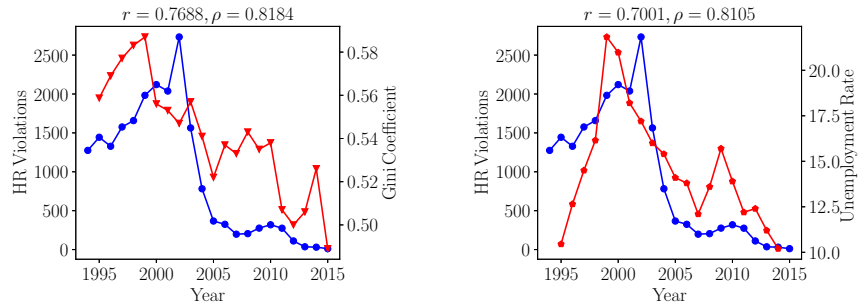 r = 0.7688, ρ = 0.8184
HR Violations
2500
2000
1500
1000
500
0
0.58
0.56
0.54
0.52
0.50
Gini Coefficient
1995 2000 2005 2010 2015
Year
r = 0.7001, ρ = 0.8105
HR Violations
2500
2000
1500
1000
500
0
20.0
17.5
15.0
12.5
10.0
Unemployment Rate
1995 2000 2005 2010 2015
Year